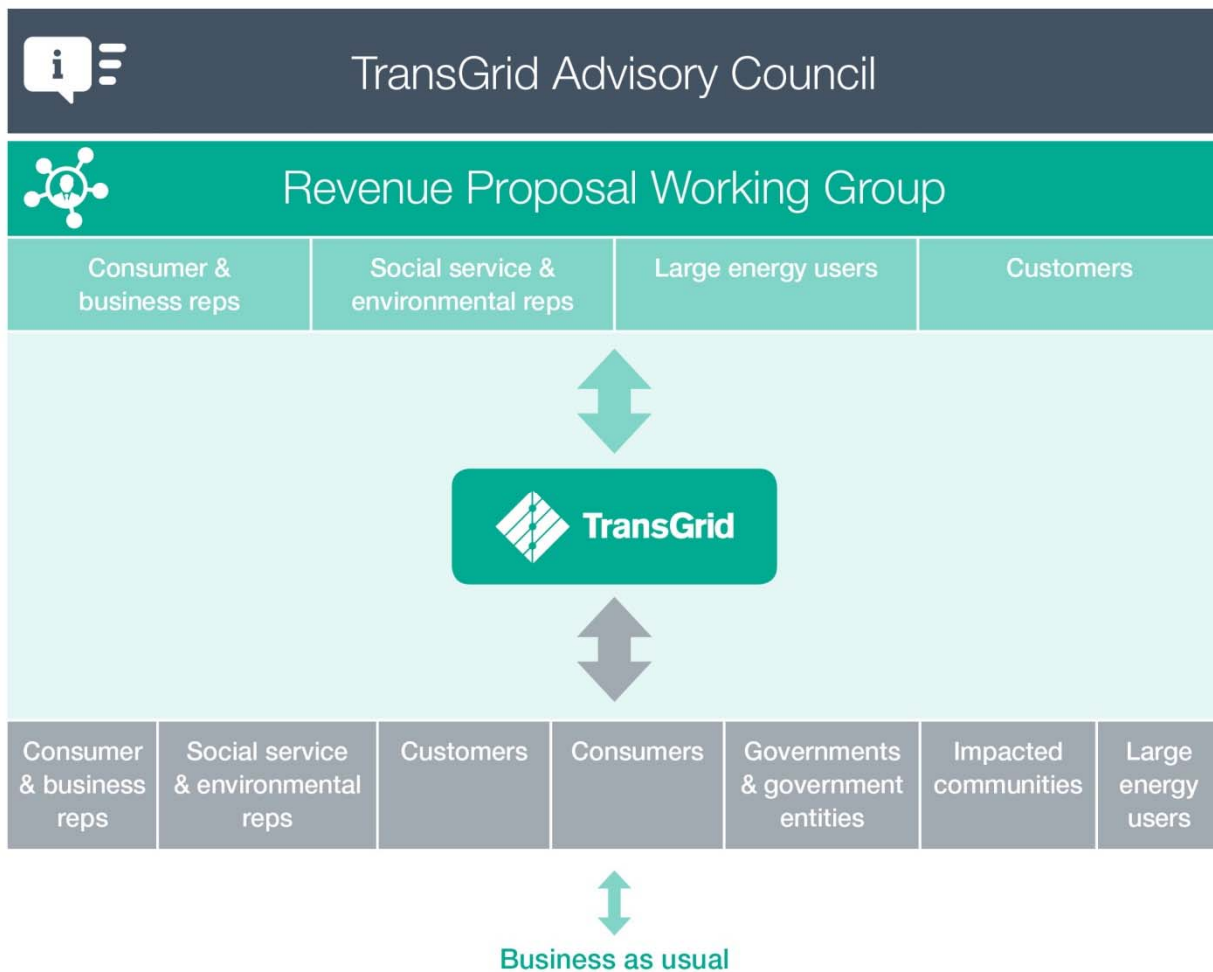 i
TransGrid Advisory Council
Revenue Proposal Working Group
Consumer &
business reps
Social service &
environmental reps
Large energy users
Customers
TransGrid
Consumer
& business
reps
Social service
& environmental
reps
Customers
Consumers
Governments
& government
entities
Impacted
communities
Large
energy
users
Business as usual